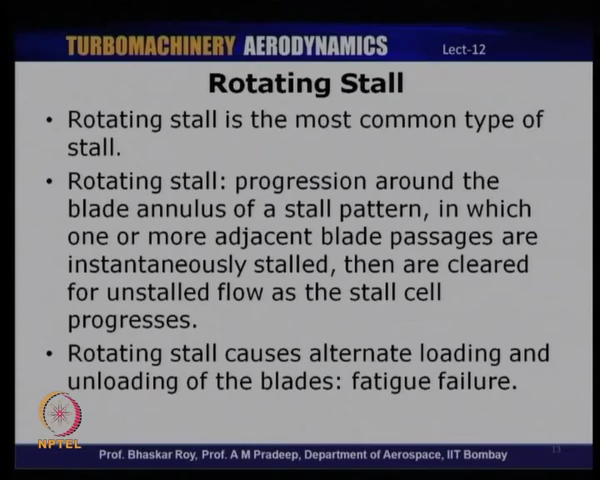 TURBOMACHINERY AERODYNAMICS Lect-12
Rotating Stall
• Rotating stall is the most common type of
stall.
• Rotating stall: progression around the
blade annulus of a stall pattern, in which
one or more adjacent blade passages are
instantaneously stalled, then are cleared
for unstalled flow as the stall cell
progresses.
• Rotating stall causes alternate loading and
unloading of the blades: fatigue failure.
NPTEL
Prof. Bhaskar Roy, Prof. A M Pradeep, Department of Aerospace, IIT Bombay
13